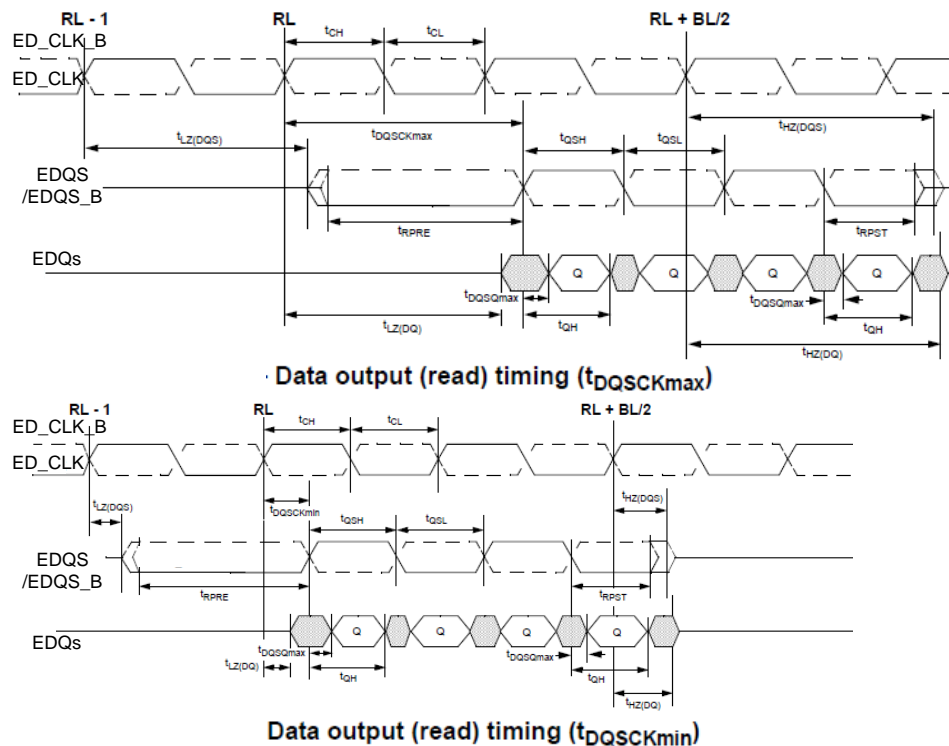 RL - 1 RL RL + BL/2
ED_CLK_B
tCH tCL
ED_CLK
tLZ(DQS) tDQSCKmax tHZ(DQS)
tQSH tQSL
EDQS
/EDQS_B
tRPRE tRPST
EDQs
Q Q Q Q
tDQSQmax tDQSQmax
tLZ(DQ) tQH tQH
tHZ(DQ)
· Data output (read) timing (tDQSCKmax)
RL - 1 RL RL + BL/2
ED_CLK_B
tCH tCL
ED_CLK
tLZ(DQS) tDQSCKmin tHZ(DQS)
tQSH tQSL
EDQS
/EDQS_B
tRPRE tRPST
EDQs
Q Q Q Q
tDQSQmax tDQSQmax
tLZ(DQ) tQH tQH
tHZ(DQ)
Data output (read) timing (tDQSCKmin)